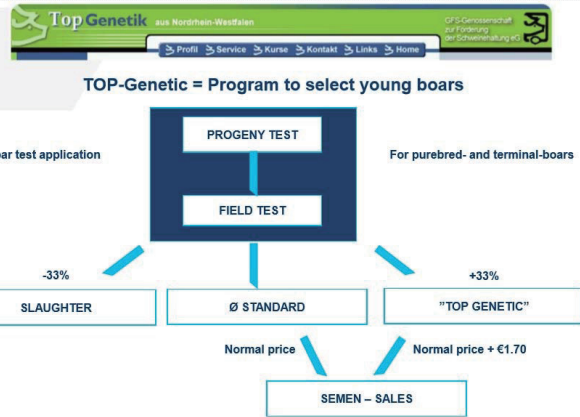 Top Genetik aus Nordrhein-Westfalen
GFS-Genossenschaft
zur Förderung
der Schweinehaltung eG
Profil Service Kurse Kontakt Links Home
TOP-Genetic = Program to select young boars
PROGENY TEST
test application
For purebred- and terminal-boars
FIELD TEST
-33%
+33%
SLAUGHTER
Ø STANDARD
"TOP GENETIC"
Normal price
Normal price + €1.70
SEMEN – SALES